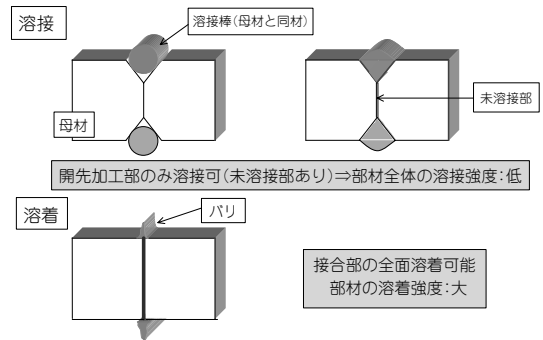 溶接
溶接棒(母材と同材)
母材
未溶接部
開先加工部のみ溶接可(未溶接部あり)⇒部材全体の溶接強度:低
溶着
バリ
接合部の全面溶着可能
部材の溶着強度:大